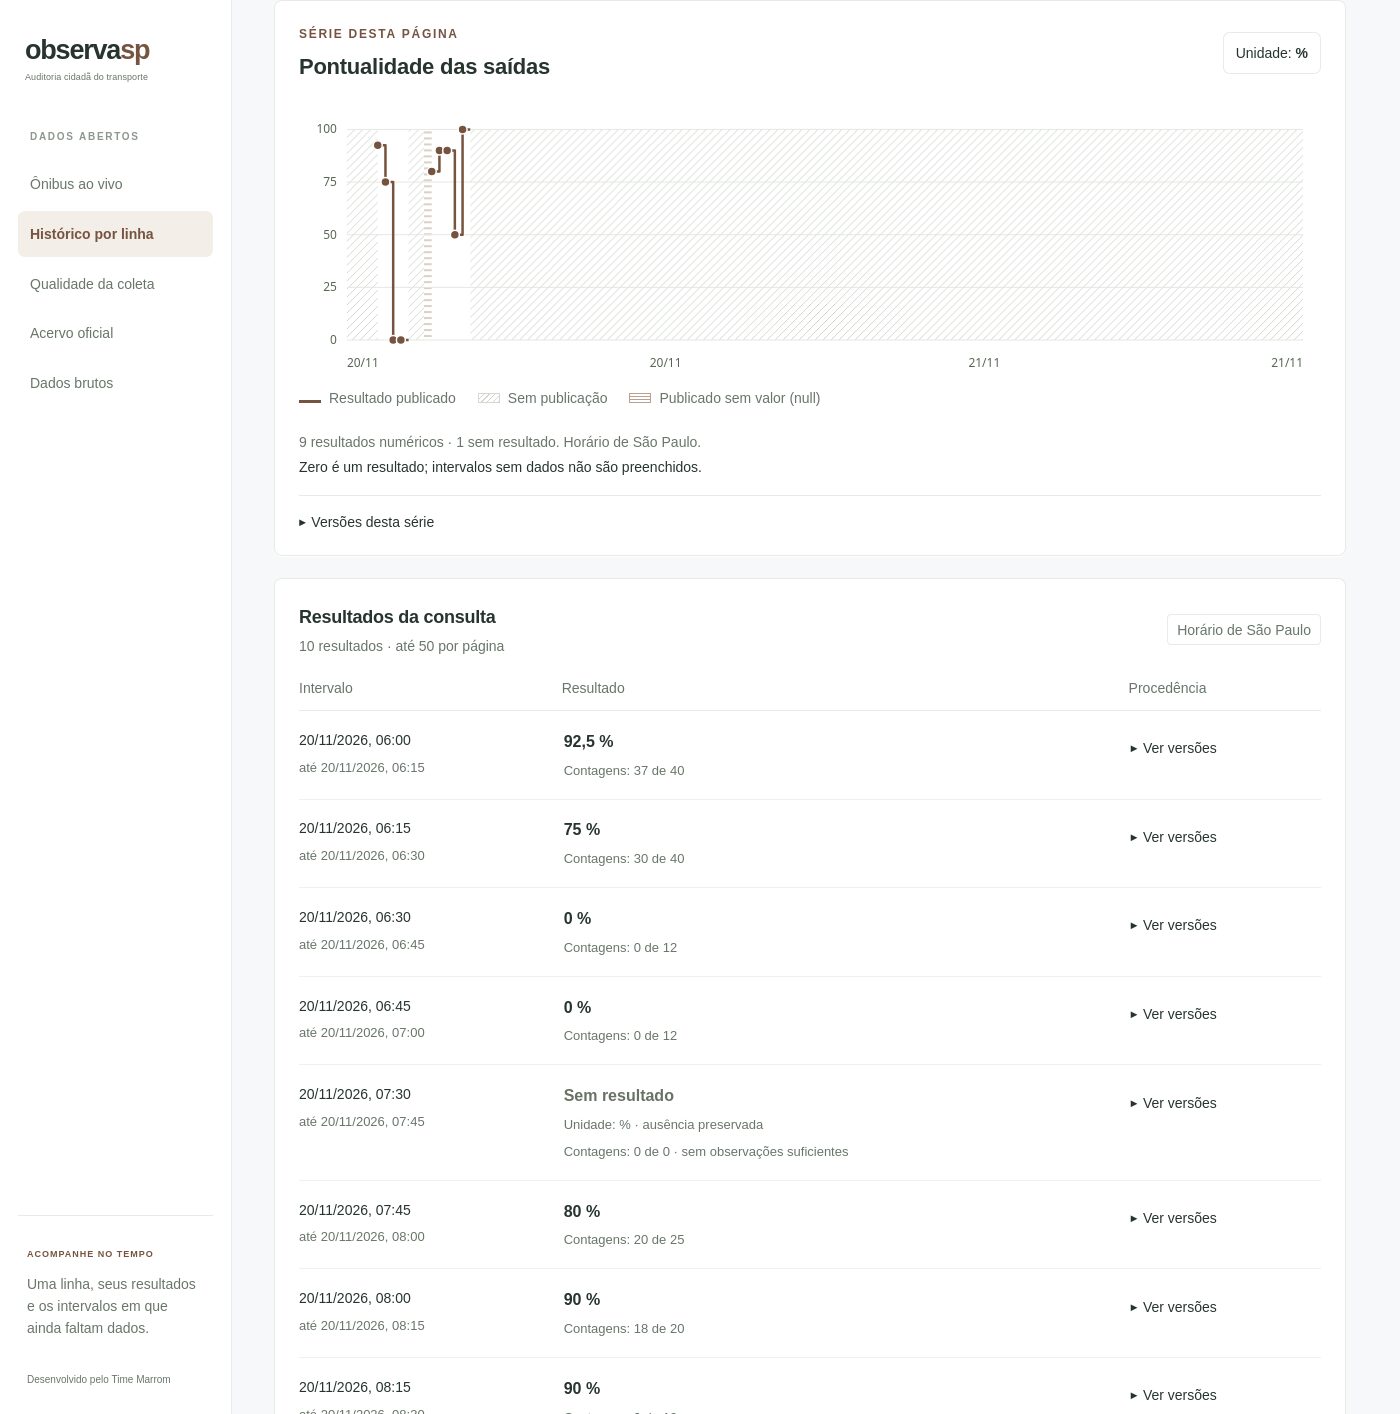 observasp
Auditoria cidadã do transporte
DADOS ABERTOS
Ônibus ao vivo
Histórico por linha
Qualidade da coleta
Acervo oficial
Dados brutos
ACOMPANHE NO TEMPO
Uma linha, seus resultados
e os intervalos em que
ainda faltam dados.
Desenvolvido pelo Time Marrom
SÉRIE DESTA PÁGINA
Pontualidade das saídas
Unidade: %
100
75
50
25
0
20/11 20/11 21/11 21/11
Resultado publicado Sem publicação Publicado sem valor (null)
9 resultados numéricos · 1 sem resultado. Horário de São Paulo.
Zero é um resultado; intervalos sem dados não são preenchidos.
▸ Versões desta série
Resultados da consulta
10 resultados · até 50 por página
Horário de São Paulo
Intervalo Resultado Procedência
20/11/2026, 06:00 92,5 % ▸ Ver versões
até 20/11/2026, 06:15 Contagens: 37 de 40
20/11/2026, 06:15 75 % ▸ Ver versões
até 20/11/2026, 06:30 Contagens: 30 de 40
20/11/2026, 06:30 0 % ▸ Ver versões
até 20/11/2026, 06:45 Contagens: 0 de 12
20/11/2026, 06:45 0 % ▸ Ver versões
até 20/11/2026, 07:00 Contagens: 0 de 12
20/11/2026, 07:30 Sem resultado ▸ Ver versões
até 20/11/2026, 07:45 Unidade: % · ausência preservada
Contagens: 0 de 0 · sem observações suficientes
20/11/2026, 07:45 80 % ▸ Ver versões
até 20/11/2026, 08:00 Contagens: 20 de 25
20/11/2026, 08:00 90 % ▸ Ver versões
até 20/11/2026, 08:15 Contagens: 18 de 20
20/11/2026, 08:15 90 % ▸ Ver versões